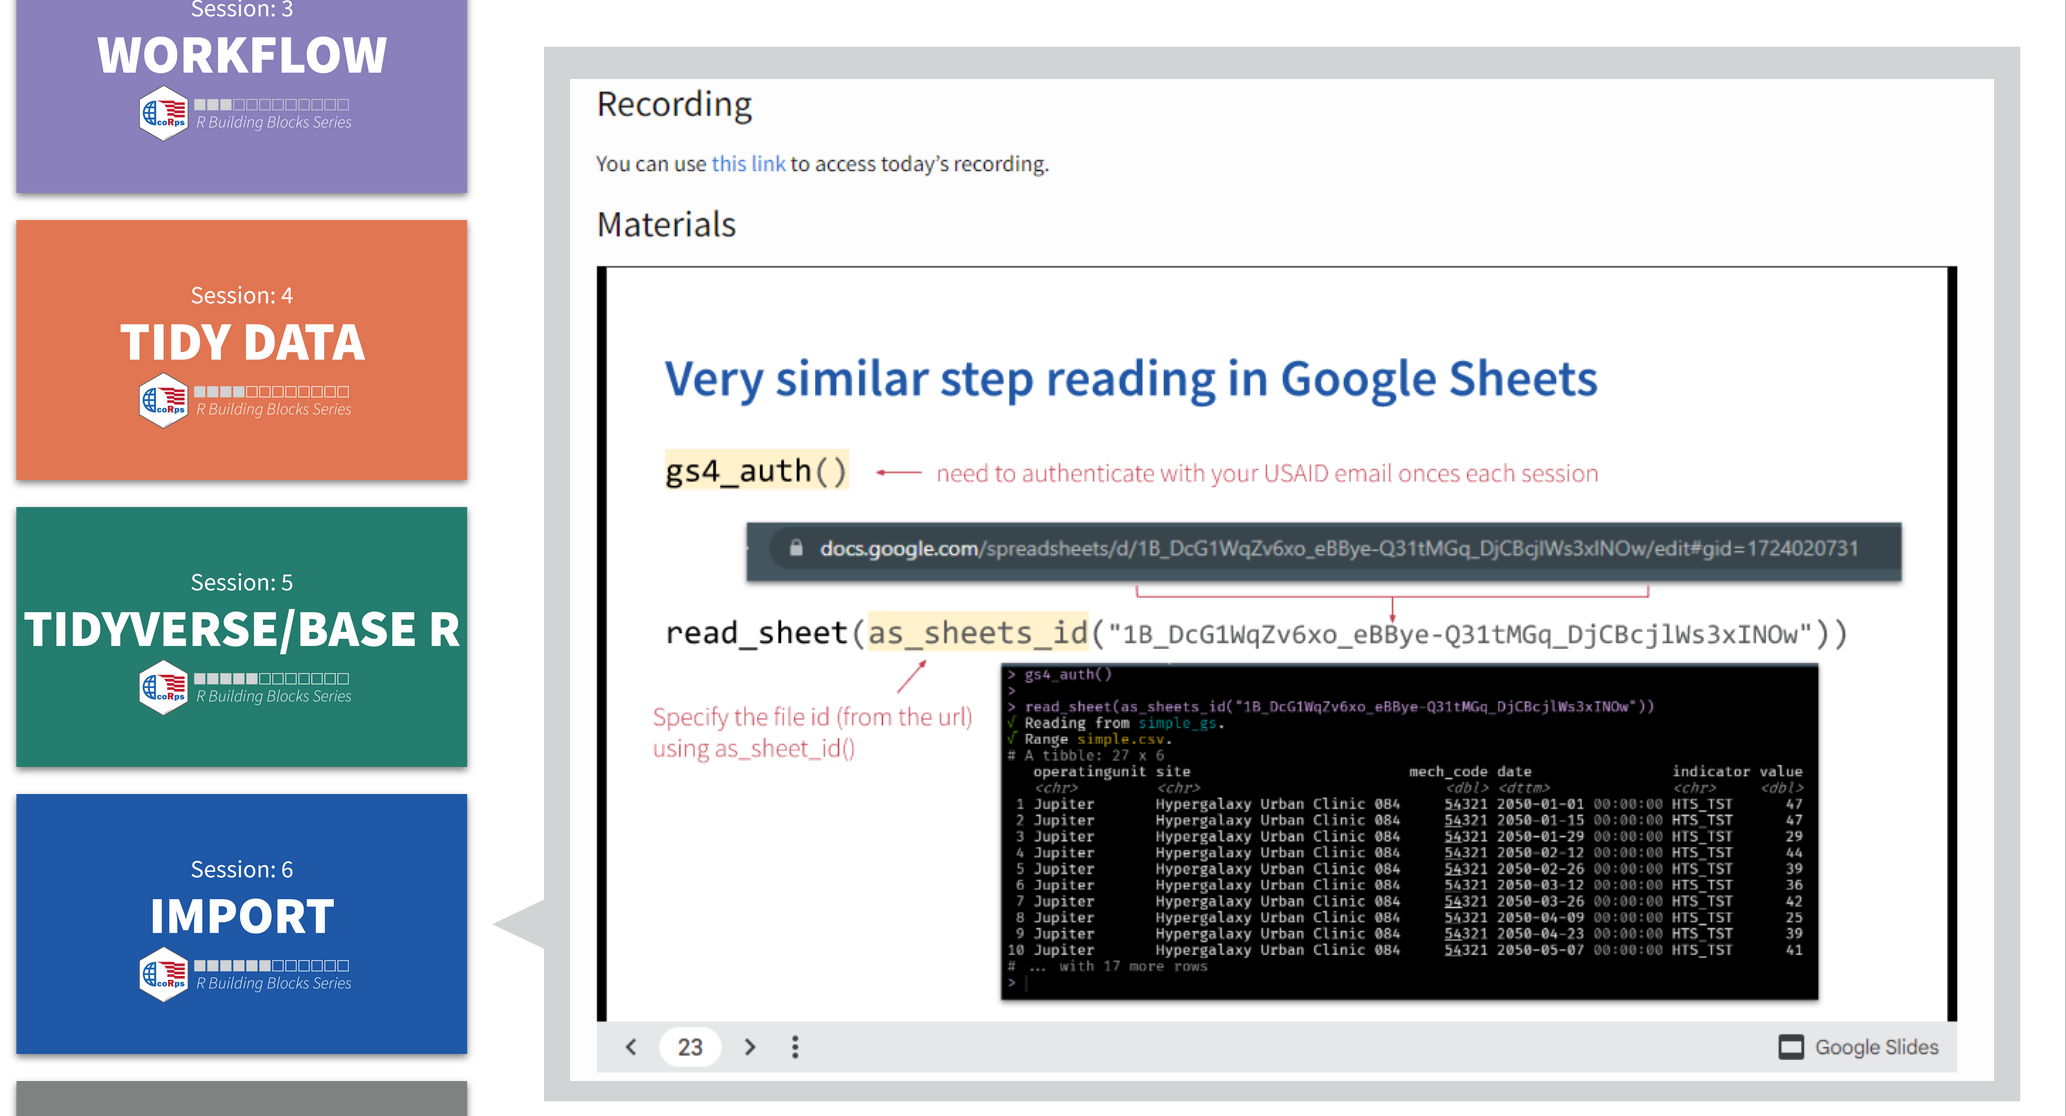 Session: 3
WORKFLOW
coRps
R Building Blocks Series
Session: 4
TIDY DATA
coRps
R Building Blocks Series
Session: 5
TIDYVERSE/BASE R
coRps
R Building Blocks Series
Session: 6
IMPORT
coRps
R Building Blocks Series
Recording
You can use this link to access today's recording.
Materials
Very similar step reading in Google Sheets
gs4_auth() need to authenticate with your USAID email onces each session
docs.google.com/spreadsheets/d/1B_DcG1WqZv6xo_eBBye-Q31tMGq_DjCBcjlWs3xINOw/edit#gid=1724020731
read_sheet(as_sheets_id("1B_DcG1WqZv6xo_eBBye-Q31tMGq_DjCBcjlWs3xINOw"))
Specify the file id (from the url)
using as_sheet_id()
> gs4_auth()
>
> read_sheet(as_sheets_id("1B_DcG1WqZv6xo_eBBye-Q31tMGq_DjCBcjlWs3xINOw"))
√ Reading from simple_gs.
√ Range simple.csv.
# A tibble: 27 x 6
operatingunit site mech_code date indicator value
<chr> <chr> <dbl> <dttm> <chr> <dbl>
1 Jupiter Hypergalaxy Urban Clinic 084 54321 2050-01-01 00:00:00 HTS_TST 47
2 Jupiter Hypergalaxy Urban Clinic 084 54321 2050-01-15 00:00:00 HTS_TST 47
3 Jupiter Hypergalaxy Urban Clinic 084 54321 2050-01-29 00:00:00 HTS_TST 29
4 Jupiter Hypergalaxy Urban Clinic 084 54321 2050-02-12 00:00:00 HTS_TST 44
5 Jupiter Hypergalaxy Urban Clinic 084 54321 2050-02-26 00:00:00 HTS_TST 39
6 Jupiter Hypergalaxy Urban Clinic 084 54321 2050-03-12 00:00:00 HTS_TST 36
7 Jupiter Hypergalaxy Urban Clinic 084 54321 2050-03-26 00:00:00 HTS_TST 42
8 Jupiter Hypergalaxy Urban Clinic 084 54321 2050-04-09 00:00:00 HTS_TST 25
9 Jupiter Hypergalaxy Urban Clinic 084 54321 2050-04-23 00:00:00 HTS_TST 39
10 Jupiter Hypergalaxy Urban Clinic 084 54321 2050-05-07 00:00:00 HTS_TST 41
# ... with 17 more rows
>
23
Google Slides